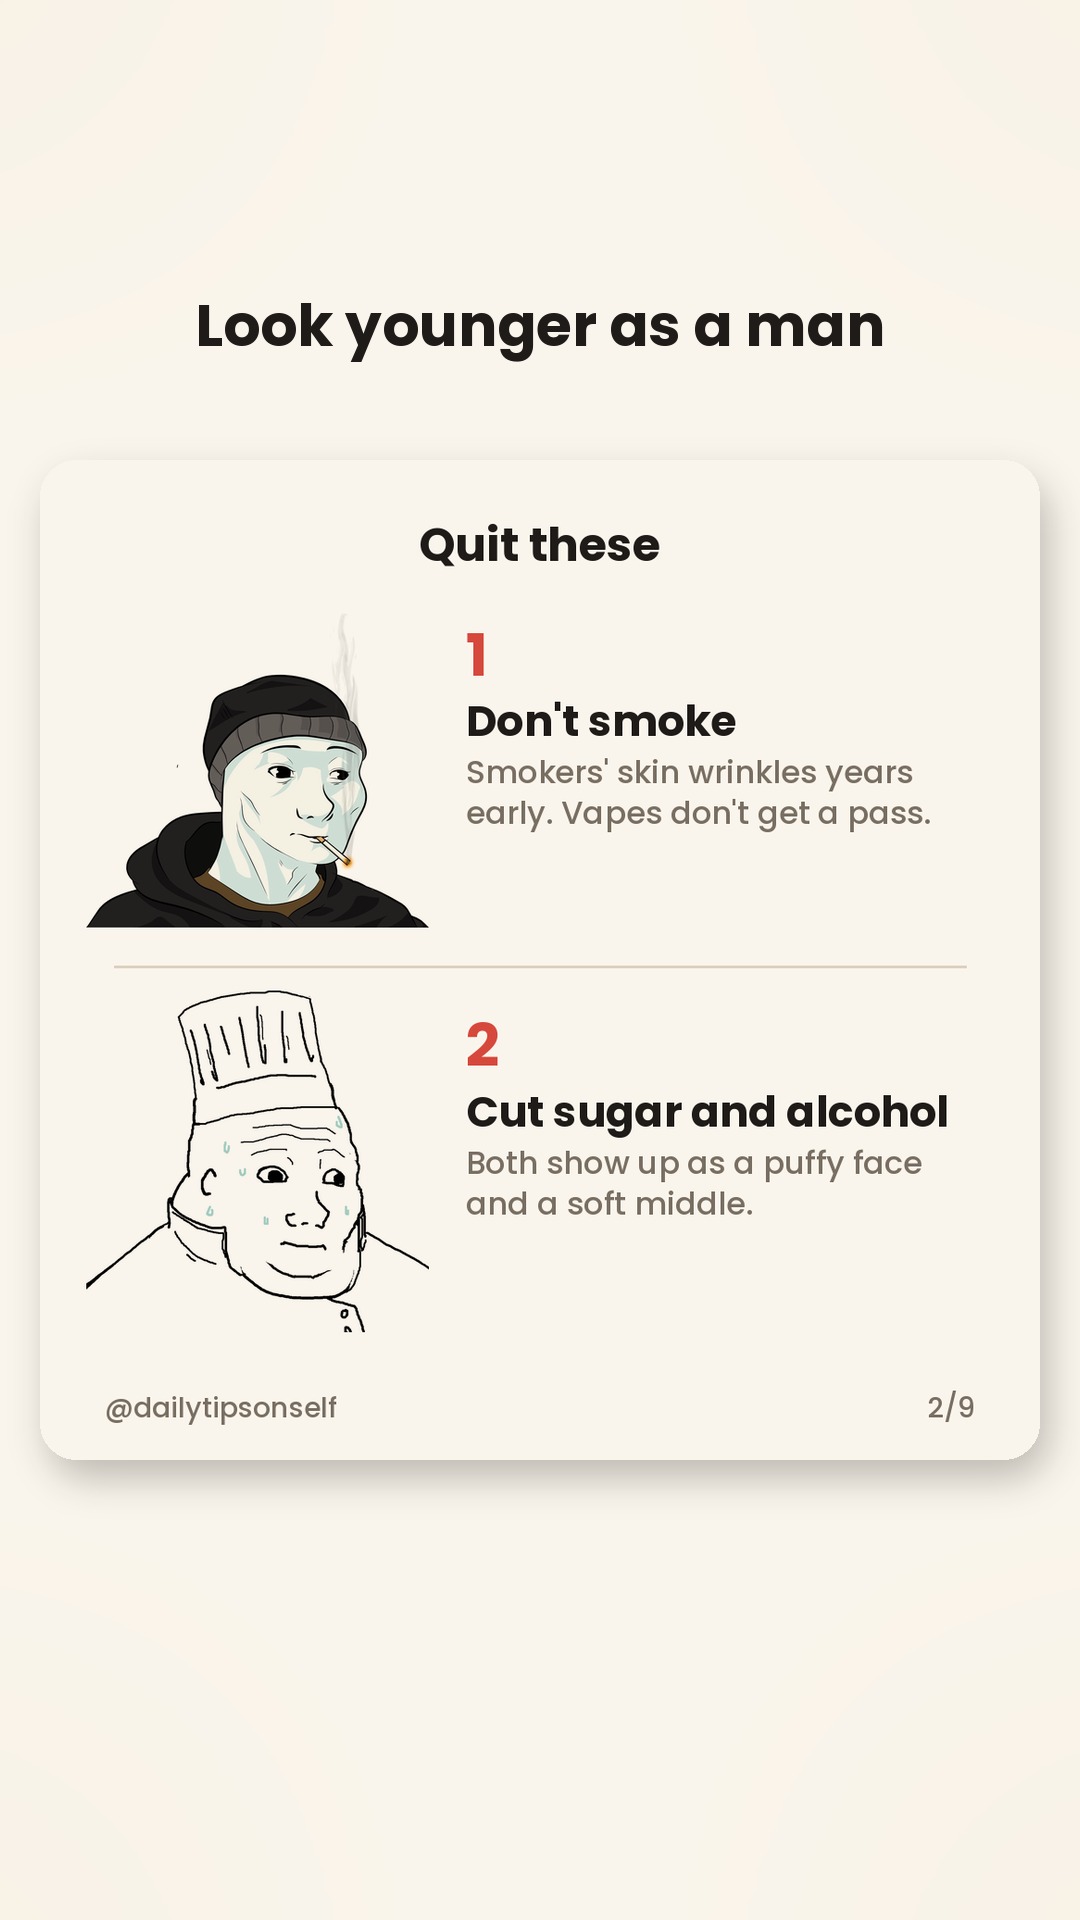 Look younger as a man
Quit these
1
Don't smoke
Smokers' skin wrinkles years
early. Vapes don't get a pass.
2
Cut sugar and alcohol
Both show up as a puffy face
and a soft middle.
@dailytipsonself
2/9